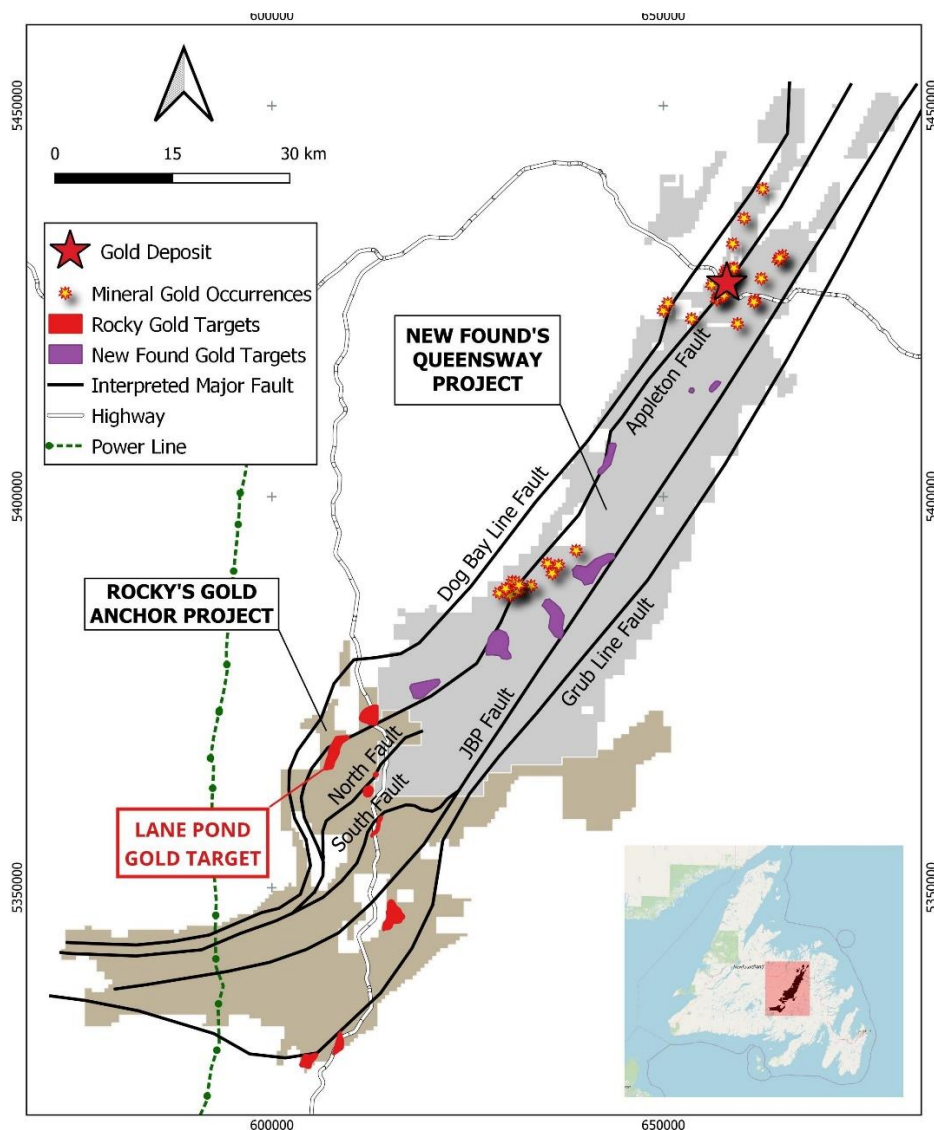 600000
650000
5450000
5450000
0
15
30 km
Gold Deposit
Mineral Gold Occurrences
Rocky Gold Targets
New Found Gold Targets
Interpreted Major Fault
Highway
Power Line
NEW FOUND'S
QUEENSWAY
PROJECT
Appleton Fault
5400000
5400000
Dog Bay Line Fault
ROCKY'S GOLD
ANCHOR PROJECT
Grub Line Fault
JBP Fault
North Fault
South Fault
LANE POND
GOLD TARGET
5350000
5350000
Newfoundland
600000
650000